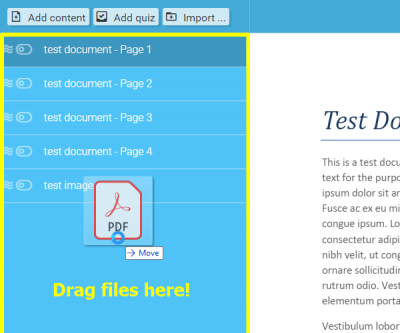 Add content
Add quiz
Import ...
test document - Page 1
test document - Page 2
test document - Page 3
test document - Page 4
test image
PDF
Move
Drag files here!
Test Do
This is a test docu
text for the purpo
ipsum dolor sit an
Fusce ac ex eu mi
congue ipsum. Lo
consectetur adipi
nibh velit, ut cong
ornare sollicitudin
rutrum odio. Vest
elementum porta
Vestibulum lobor